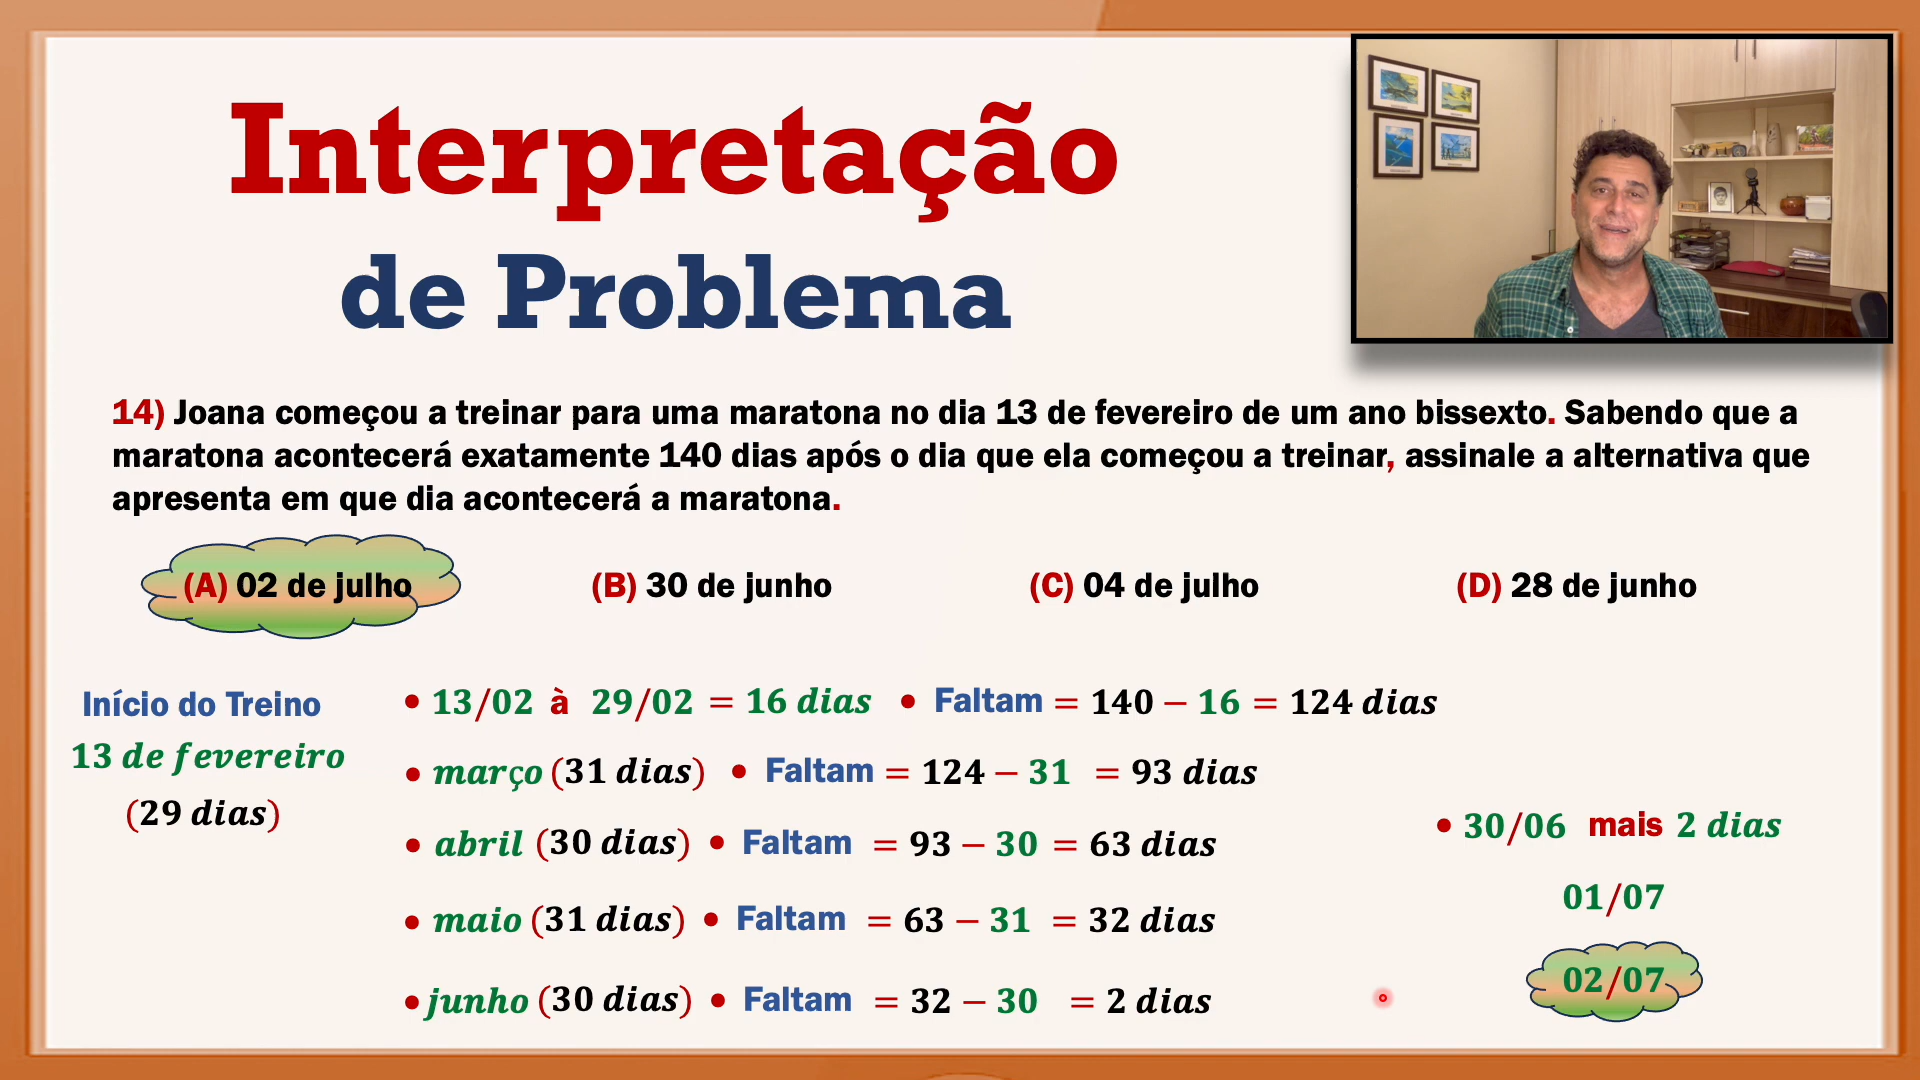 Interpretação
de Problema
14) Joana começou a treinar para uma maratona no dia 13 de fevereiro de um ano bissexto. Sabendo que a
maratona acontecerá exatamente 140 dias após o dia que ela começou a treinar, assinale a alternativa que
apresenta em que dia acontecerá a maratona.
(A) 02 de julho (B) 30 de junho (C) 04 de julho (D) 28 de junho
Início do Treino
13 de fevereiro
(29 dias)
• 13/02 à 29/02 = 16 dias • Faltam = 140 − 16 = 124 dias
• março (31 dias) • Faltam = 124 − 31 = 93 dias
• abril (30 dias) • Faltam = 93 − 30 = 63 dias
• maio (31 dias) • Faltam = 63 − 31 = 32 dias
• junho (30 dias) • Faltam = 32 − 30 = 2 dias
• 30/06 mais 2 dias
01/07
02/07